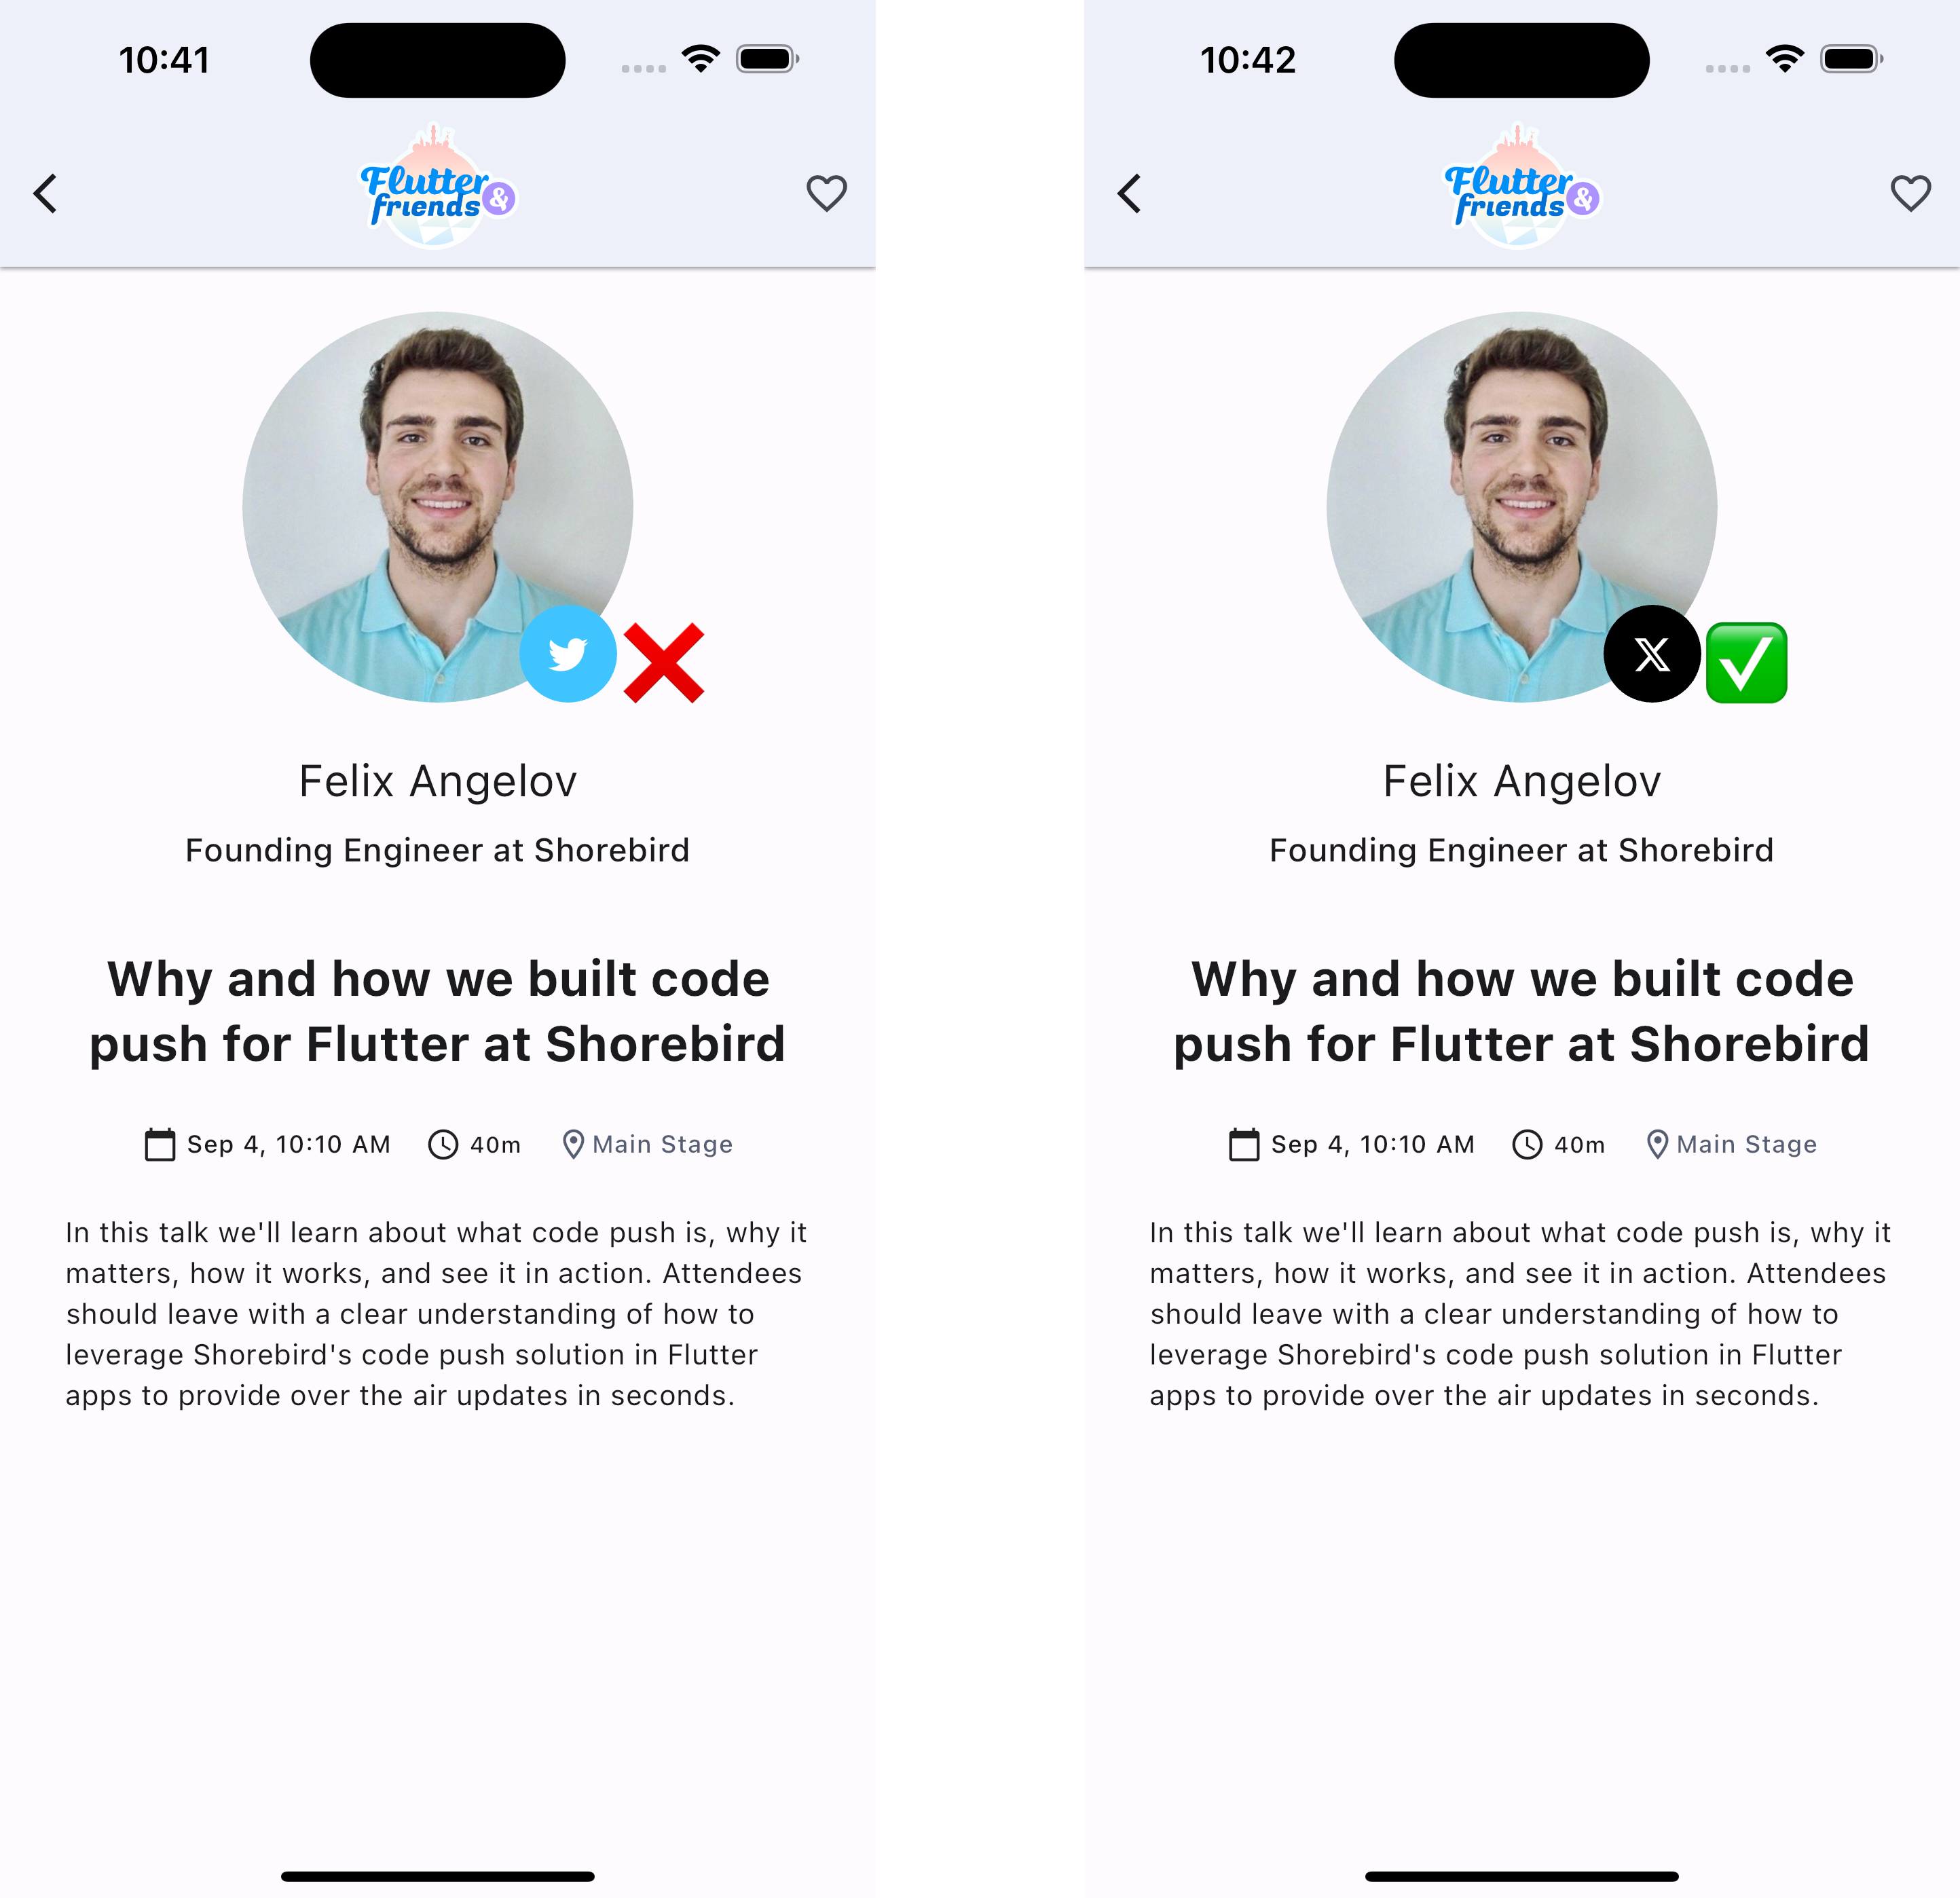 10:41
Flutter
friends &
Felix Angelov
Founding Engineer at Shorebird
Why and how we built code
push for Flutter at Shorebird
Sep 4, 10:10 AM 40m Main Stage
In this talk we'll learn about what code push is, why it
matters, how it works, and see it in action. Attendees
should leave with a clear understanding of how to
leverage Shorebird's code push solution in Flutter
apps to provide over the air updates in seconds.
10:42
Flutter
friends &
X
Felix Angelov
Founding Engineer at Shorebird
Why and how we built code
push for Flutter at Shorebird
Sep 4, 10:10 AM 40m Main Stage
In this talk we'll learn about what code push is, why it
matters, how it works, and see it in action. Attendees
should leave with a clear understanding of how to
leverage Shorebird's code push solution in Flutter
apps to provide over the air updates in seconds.